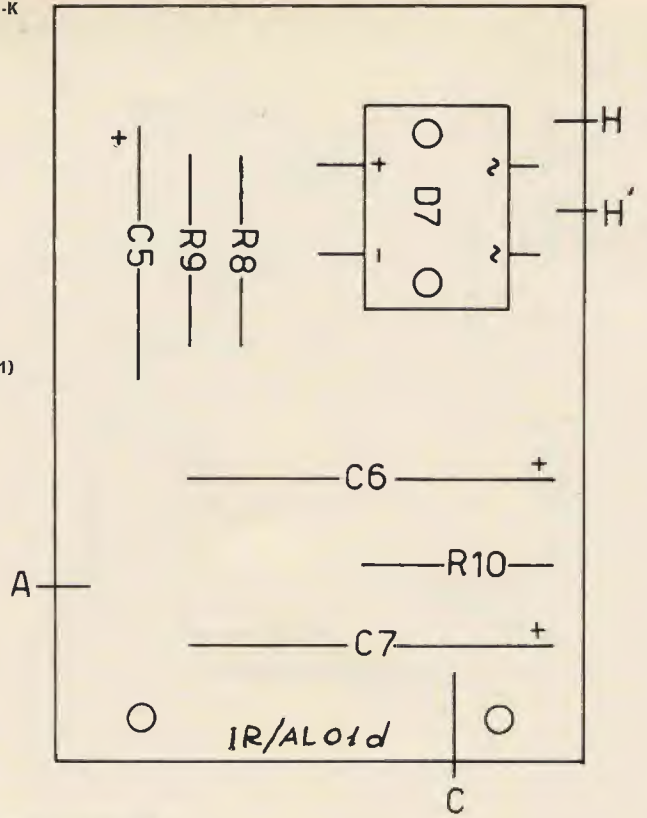 -K
H
+
+ ~
D7
H'
C5
R9
R8
- ~
1)
C6 +
R10
A
C7 +
IR/AL01d
C